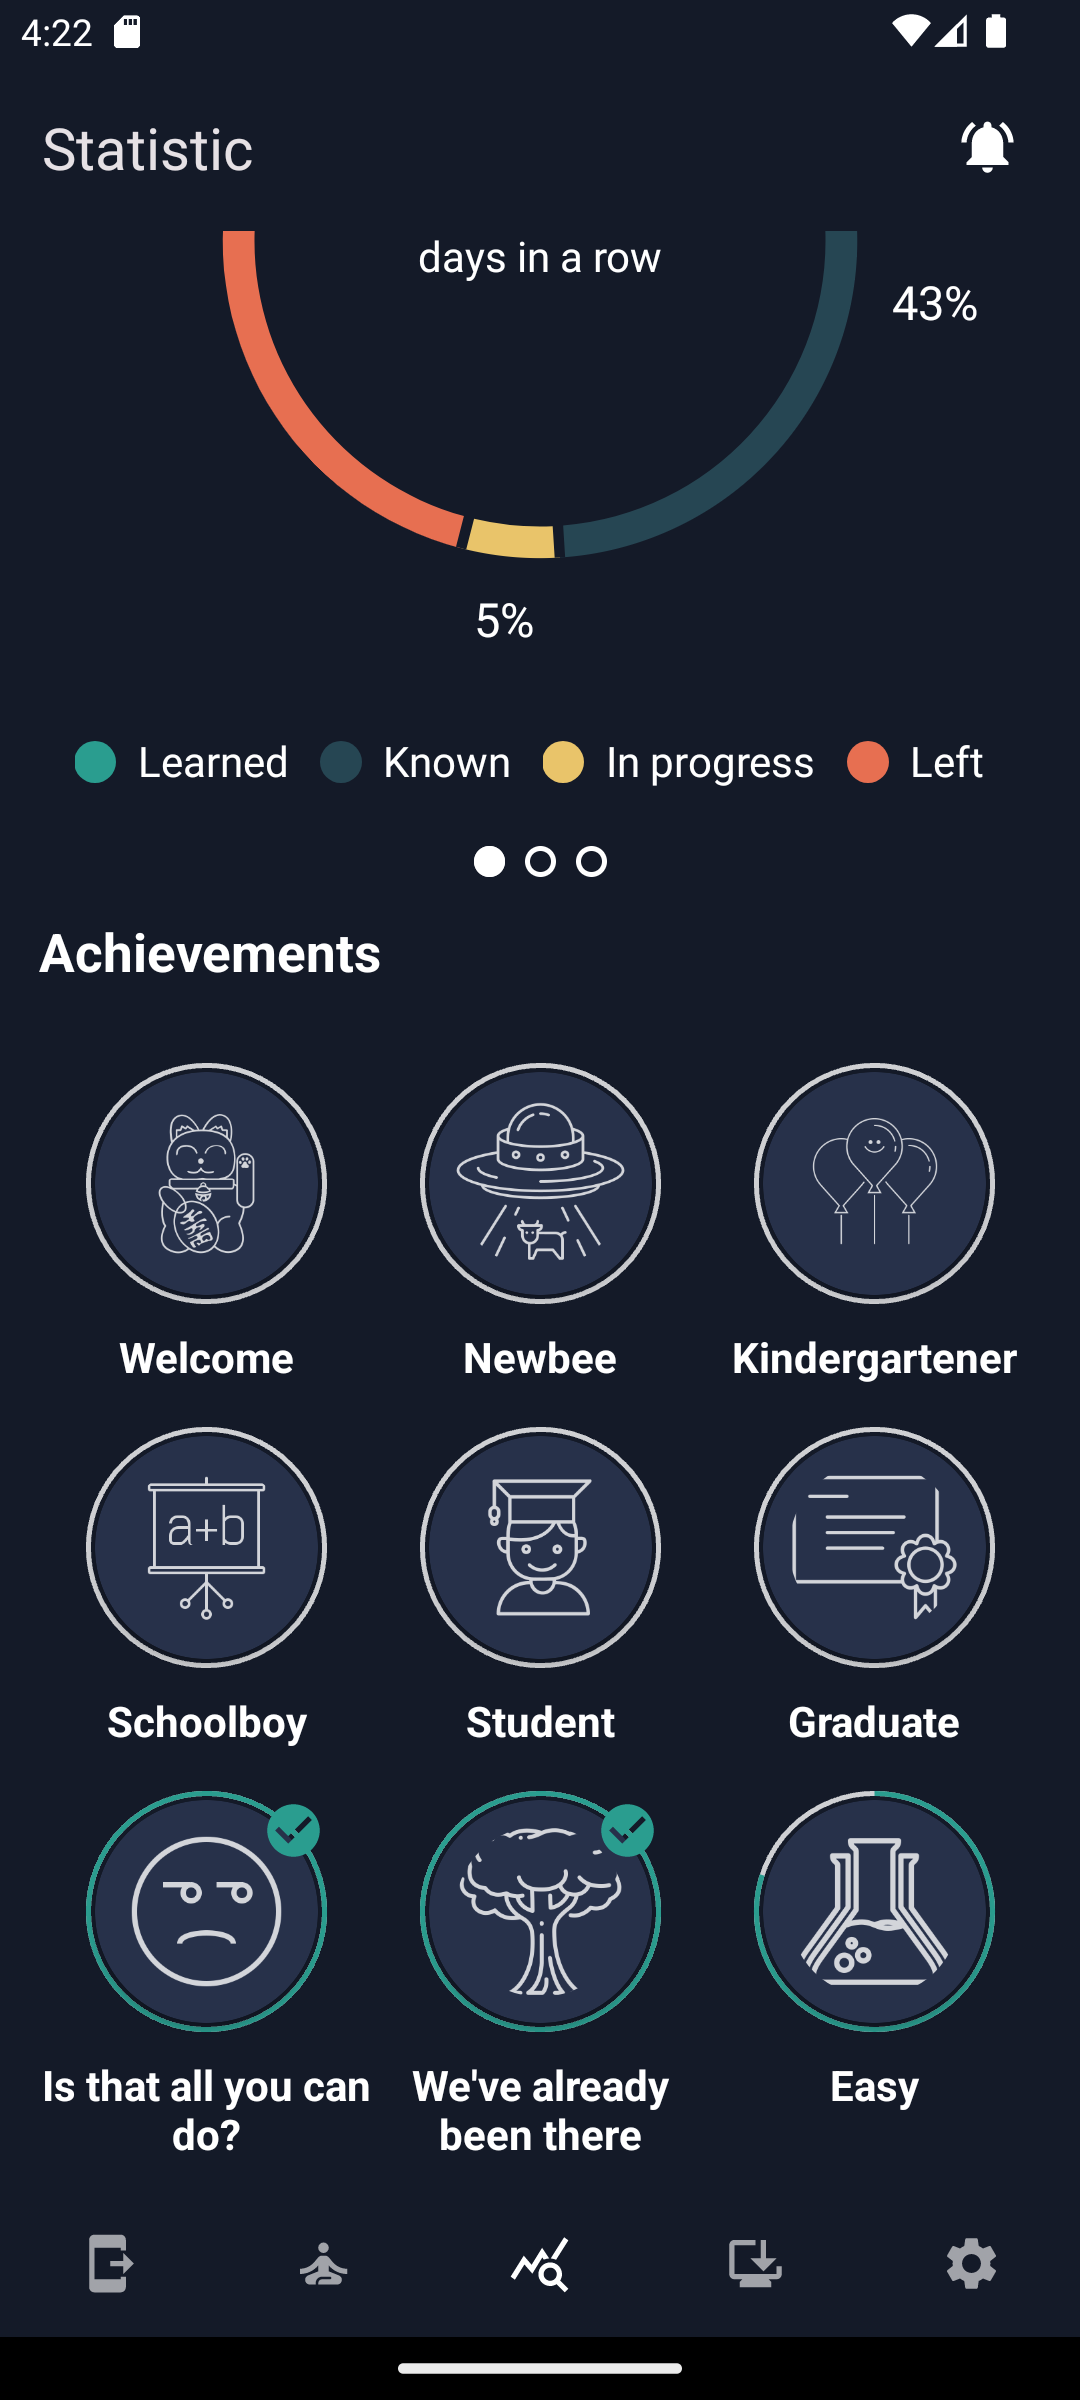 4:22
Statistic
days in a row
43%
5%
Learned Known In progress Left
Achievements
Welcome Newbee Kindergartener
a+b
Schoolboy Student Graduate
Is that all you can do?
We've already been there
Easy